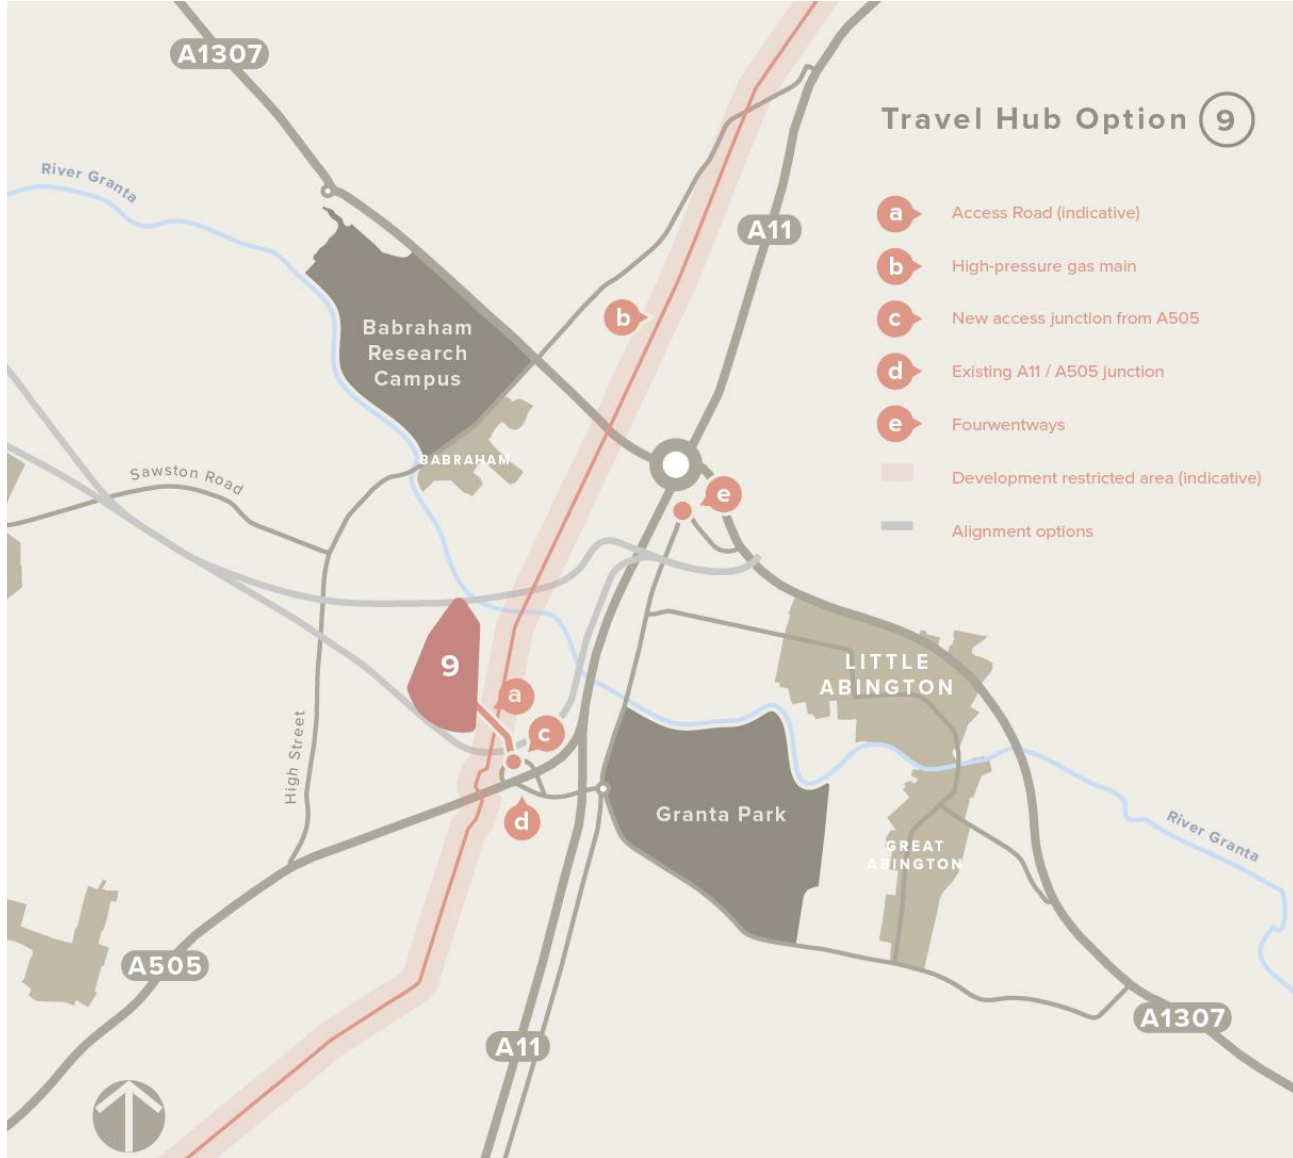 A1307
Travel Hub Option 9
River Granta
a Access Road (indicative)
A11
b High-pressure gas main
b
c New access junction from A505
Babraham
Research
Campus
d Existing A11 / A505 junction
e Fourwentways
BABRAHAM
Sawston Road
Development restricted area (indicative)
e
Alignment options
9
LITTLE
ABINGTON
a
c
High Street
d
Granta Park
River Granta
GREAT
ABINGTON
A505
A1307
A11